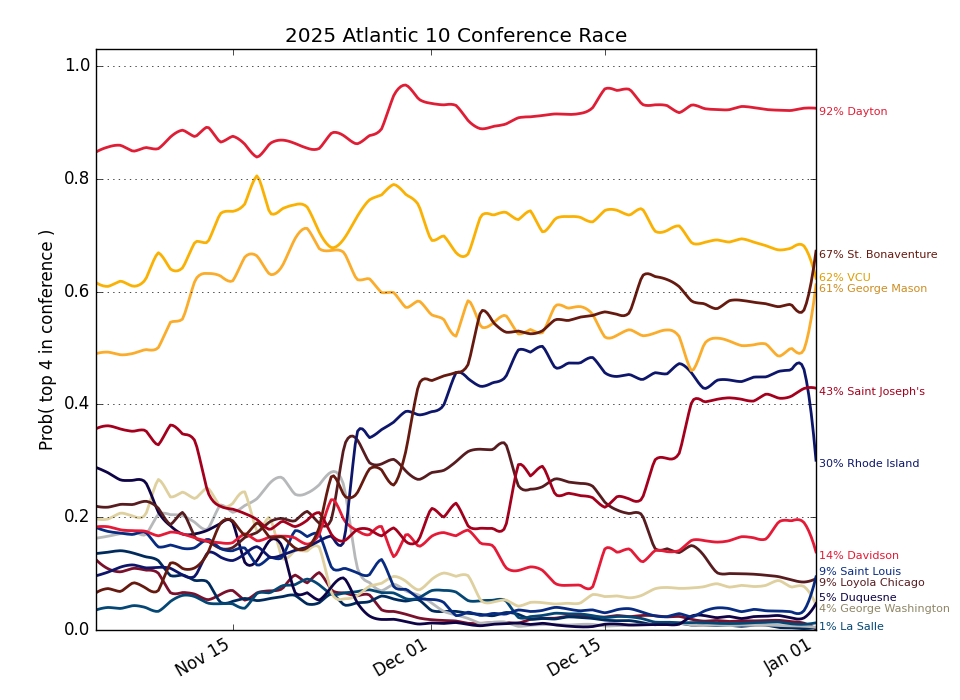 2025 Atlantic 10 Conference Race
Prob( top 4 in conference )
1.0
0.8
0.6
0.4
0.2
0.0
Nov 15
Dec 01
Dec 15
Jan 01
92% Dayton
67% St. Bonaventure
62% VCU
61% George Mason
43% Saint Joseph's
30% Rhode Island
14% Davidson
9% Saint Louis
9% Loyola Chicago
5% Duquesne
4% George Washington
1% La Salle